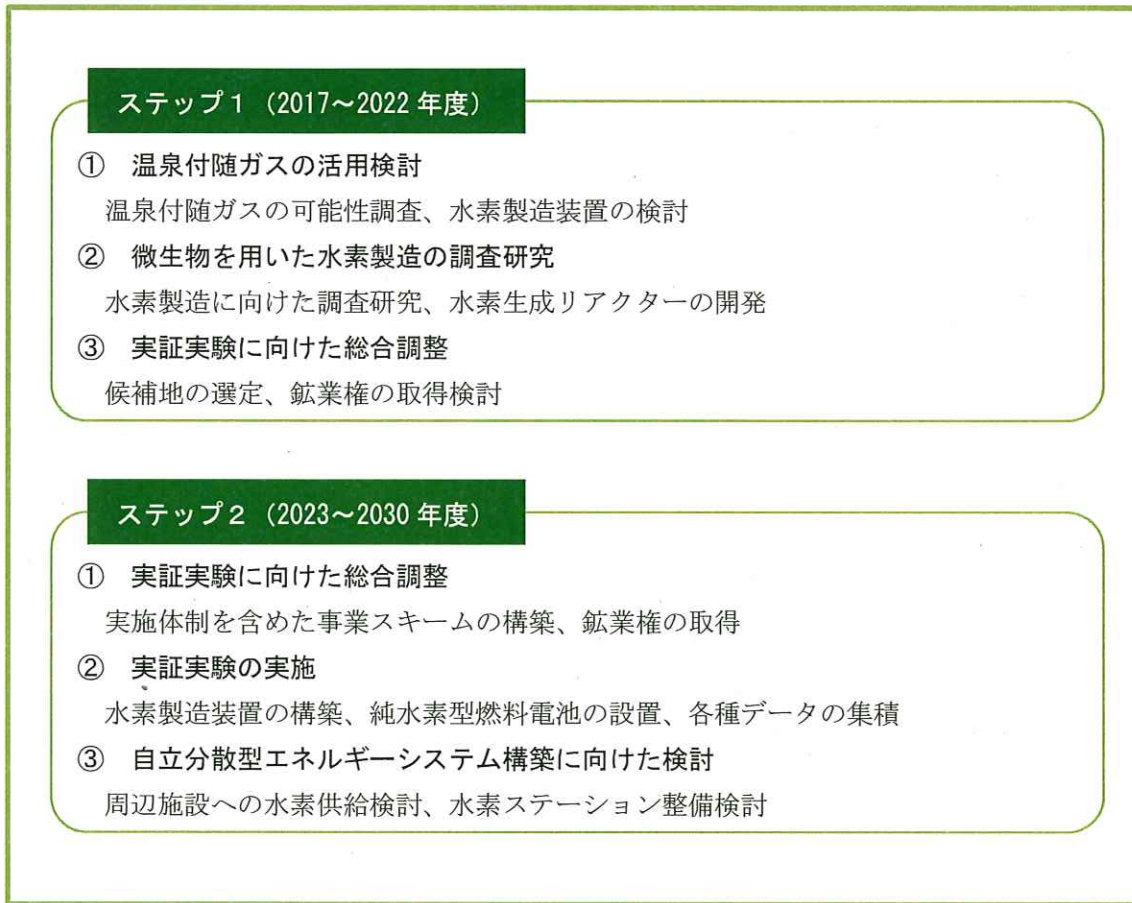 ステップ１（2017～2022 年度）
①　温泉付随ガスの活用検討
温泉付随ガスの可能性調査、水素製造装置の検討
②　微生物を用いた水素製造の調査研究
水素製造に向けた調査研究、水素生成リアクターの開発
③　実証実験に向けた総合調整
候補地の選定、鉱業権の取得検討
ステップ２（2023～2030 年度）
①　実証実験に向けた総合調整
実施体制を含めた事業スキームの構築、鉱業権の取得
②　実証実験の実施
水素製造装置の構築、純水素型燃料電池の設置、各種データの集積
③　自立分散型エネルギーシステム構築に向けた検討
周辺施設への水素供給検討、水素ステーション整備検討